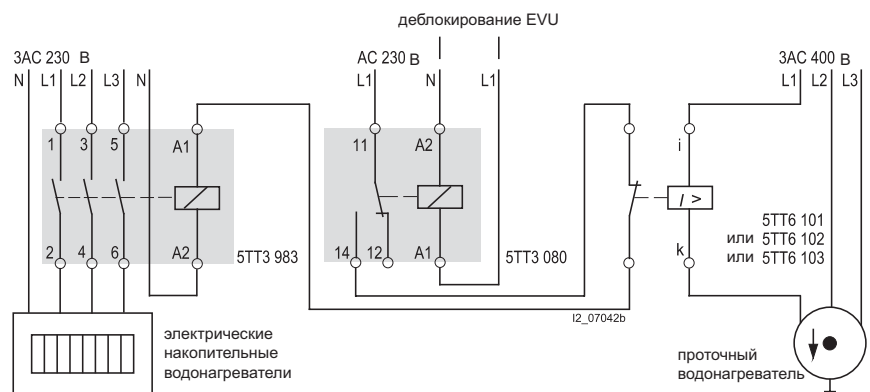 деблокирование EVU
3AC 230 В
N L1 L2 L3 N
AC 230 В
L1 N L1
3AC 400 В
L1 L2 L3
1 3 5 A1
11 A2
i
I >
2 4 6 A2
5TT3 983
14 12 A1
5TT3 080
k
5TT6 101
или 5TT6 102
или 5TT6 103
I2_07042b
электрические
накопительные
водонагреватели
проточный
водонагреватель